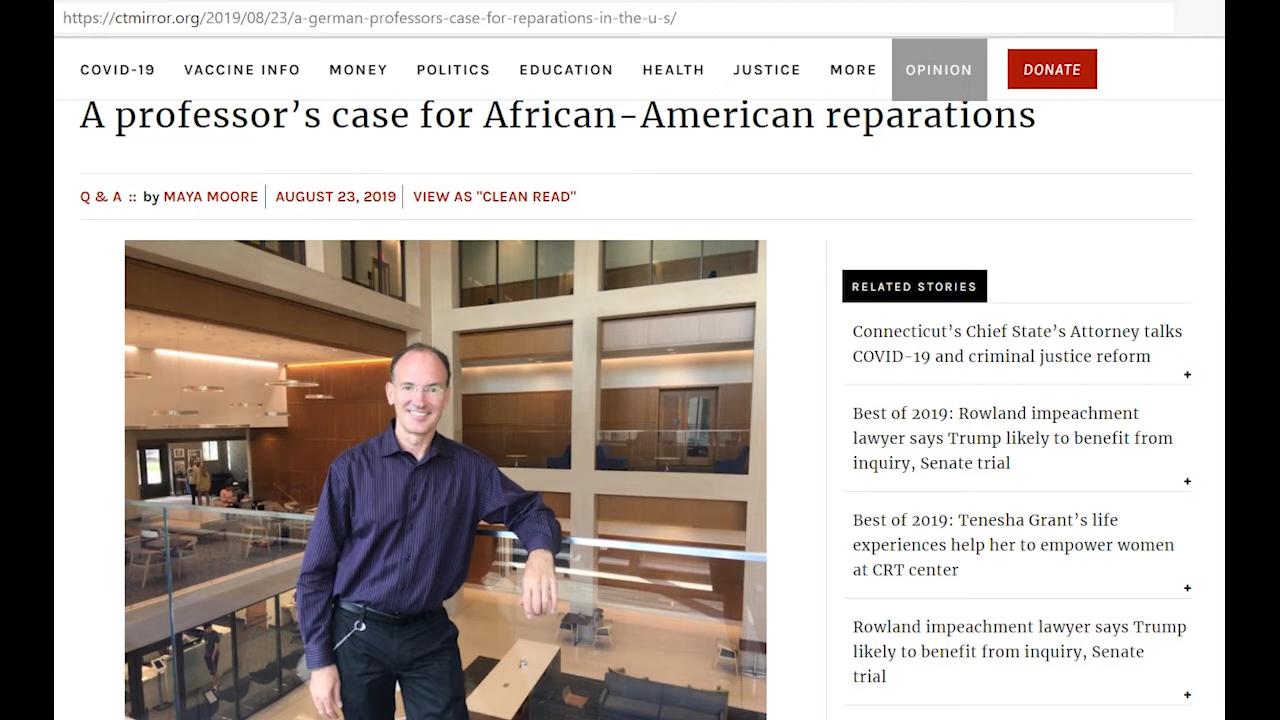 https://ctmirror.org/2019/08/23/a-german-professors-case-for-reparations-in-the-u-s/
COVID-19 VACCINE INFO MONEY POLITICS EDUCATION HEALTH JUSTICE MORE OPINION DONATE
A professor’s case for African-American reparations
Q & A :: by MAYA MOORE AUGUST 23, 2019 VIEW AS "CLEAN READ"
RELATED STORIES
Connecticut’s Chief State’s Attorney talks
COVID-19 and criminal justice reform
+
Best of 2019: Rowland impeachment
lawyer says Trump likely to benefit from
inquiry, Senate trial
+
Best of 2019: Tenesha Grant’s life
experiences help her to empower women
at CRT center
+
Rowland impeachment lawyer says Trump
likely to benefit from inquiry, Senate
trial
+